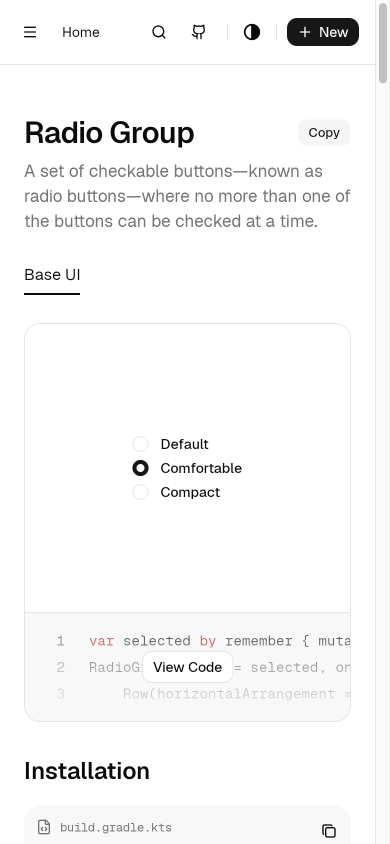 Home
New
Radio Group
Copy
A set of checkable buttons—known as
radio buttons—where no more than one of
the buttons can be checked at a time.
Base UI
Default
Comfortable
Compact
1 var selected by remember { muta
2 RadioG View Code = selected, on
3 Row(horizontalArrangement =
Installation
build.gradle.kts